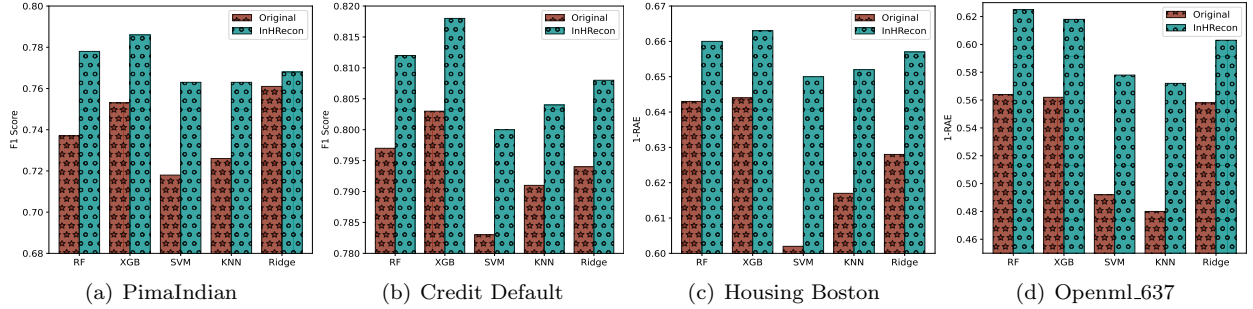 0.80
0.78
0.76
0.74
0.72
0.70
0.68
F1 Score
Original
InHRecon
RF XGB SVM KNN Ridge
(a) PimaIndian
0.820
0.815
0.810
0.805
0.800
0.795
0.790
0.785
0.780
F1 Score
Original
InHRecon
RF XGB SVM KNN Ridge
(b) Credit Default
0.67
0.66
0.65
0.64
0.63
0.62
0.61
0.60
1-RAE
Original
InHRecon
RF XGB SVM KNN Ridge
(c) Housing Boston
0.62
0.60
0.58
0.56
0.54
0.52
0.50
0.48
0.46
1-RAE
Original
InHRecon
RF XGB SVM KNN Ridge
(d) Openml_637